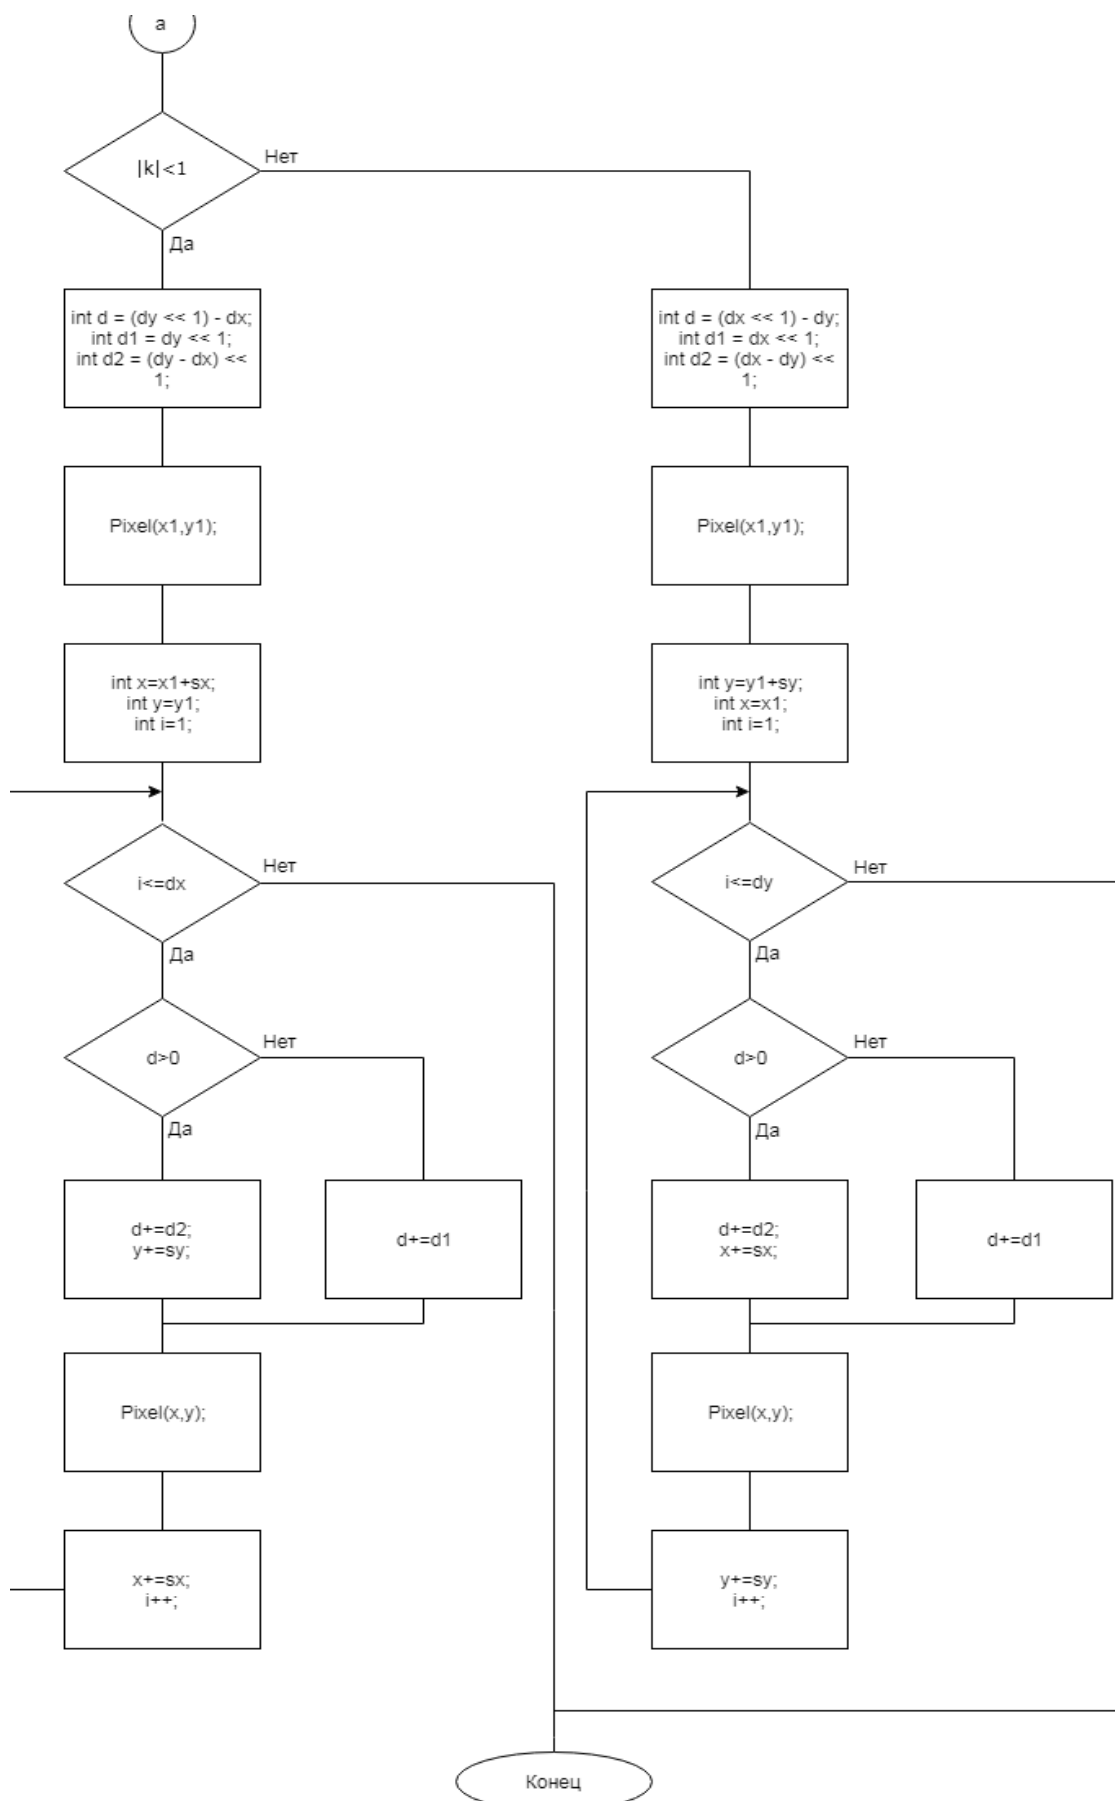 a
|k|<1
Нет
Да
int d = (dy << 1) - dx;
int d1 = dy << 1;
int d2 = (dy - dx) <<
1;
Pixel(x1,y1);
int x=x1+sx;
int y=y1;
int i=1;
i<=dx
Нет
Да
d>0
Нет
Да
d+=d2;
y+=sy;
d+=d1
Pixel(x,y);
x+=sx;
i++;
int d = (dx << 1) - dy;
int d1 = dx << 1;
int d2 = (dx - dy) <<
1;
Pixel(x1,y1);
int y=y1+sy;
int x=x1;
int i=1;
i<=dy
Нет
Да
d>0
Нет
Да
d+=d2;
x+=sx;
d+=d1
Pixel(x,y);
y+=sy;
i++;
Конец